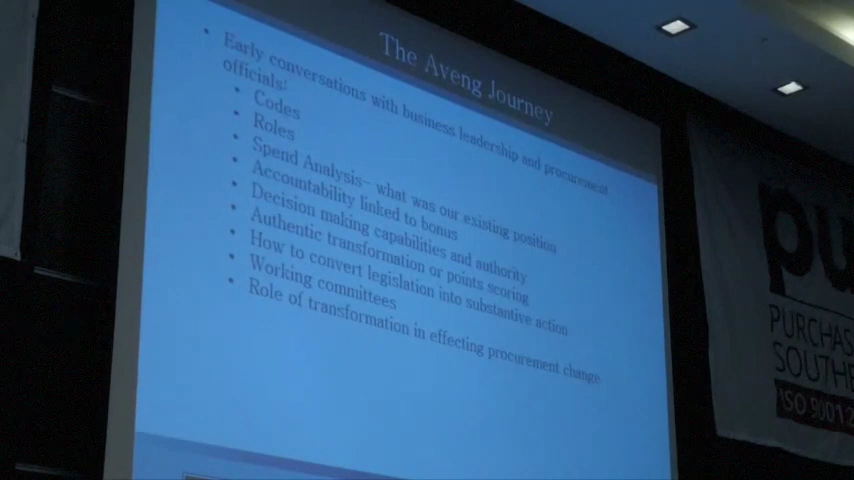 The Aveng Journey
• Early conversations with business leadership and procurement
officials:
• Codes
• Roles
• Spend Analysis– what was our existing position
• Accountability linked to bonus
• Decision making capabilities and authority
• Authentic transformation or points scoring
• How to convert legislation into substantive action
• Working committees
• Role of transformation in effecting procurement change
pu
PURCHAS
SOUTHE
ISO 9001:2